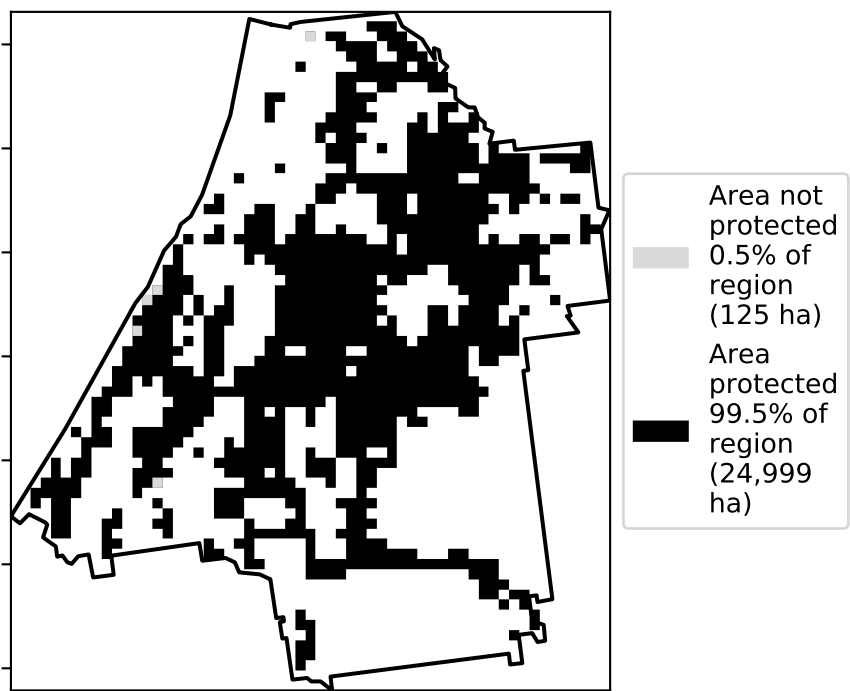 Area not
protected
0.5% of
region
(125 ha)
Area
protected
99.5% of
region
(24,999
ha)